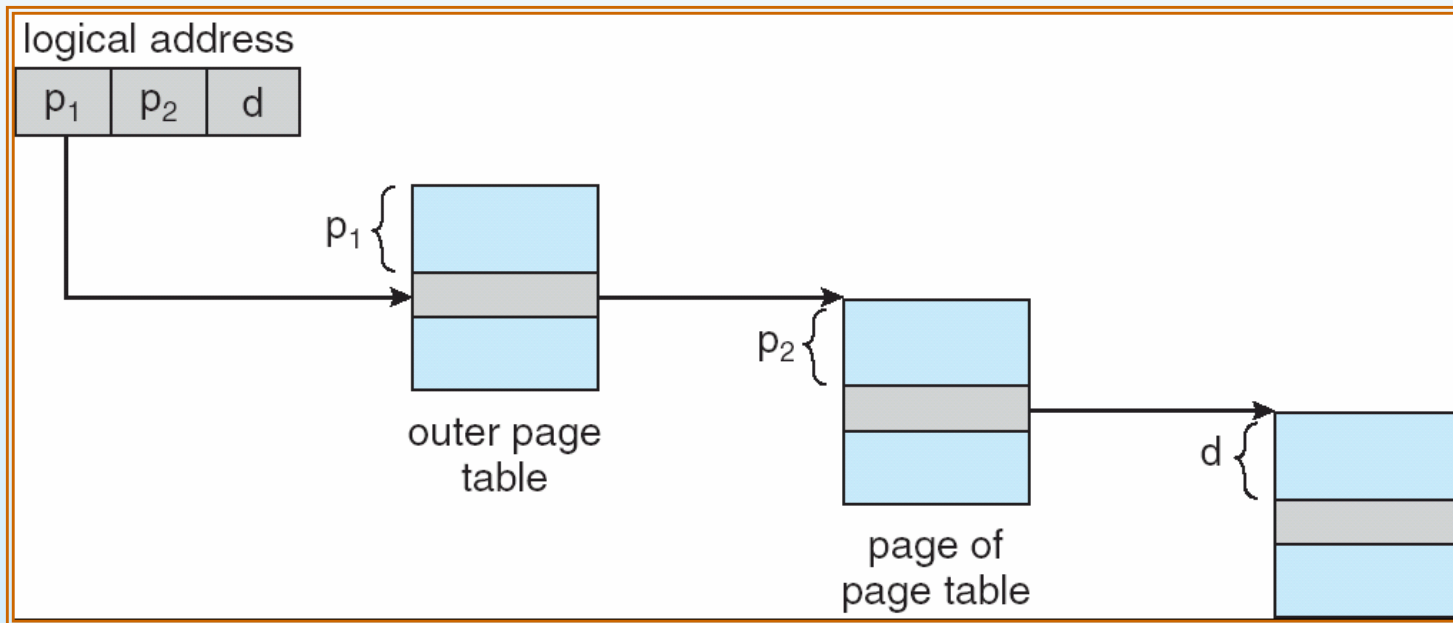 logical address
p₁ p₂ d
p₁
outer page
table
p₂
page of
page table
d